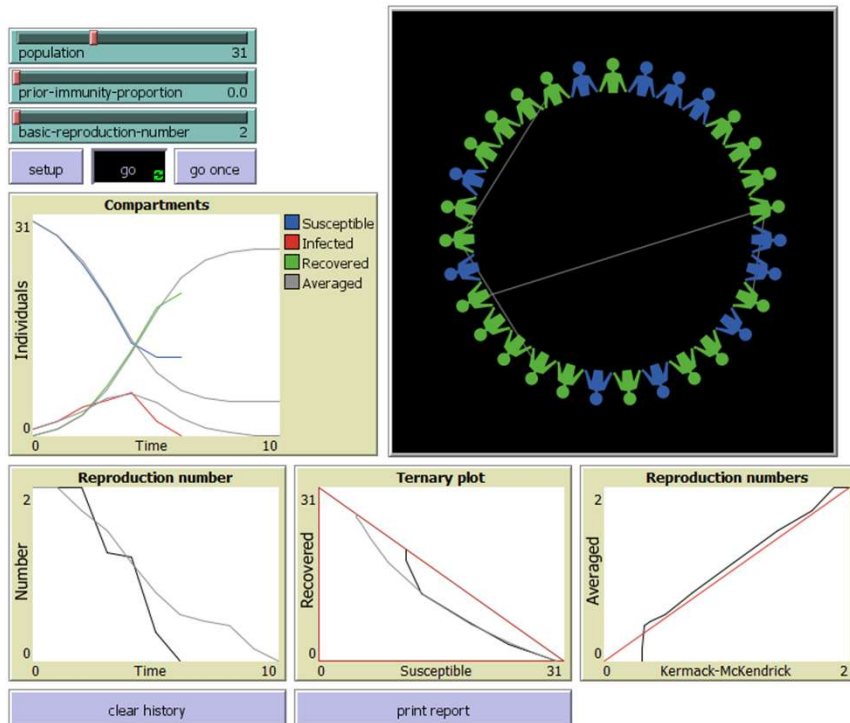 population 31
prior-immunity-proportion 0.0
basic-reproduction-number 2
setup
go
go once
Compartments
31
Individuals
0
0
Time
10
Susceptible
Infected
Recovered
Averaged
Reproduction number
2
Number
0
0
Time
10
Ternary plot
31
Recovered
0
0
Susceptible
31
Reproduction numbers
2
Averaged
0
0
Kermack-McKendrick
2
clear history
print report